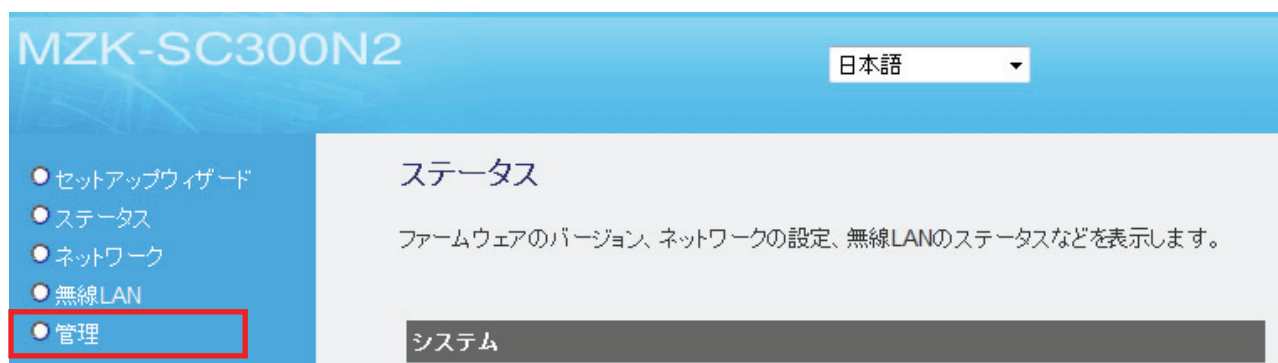 MZK-SC300N2
日本語
セットアップウィザード
ステータス
ネットワーク
無線LAN
管理
ステータス
ファームウェアのバージョン、ネットワークの設定、無線LANのステータスなどを表示します。
システム